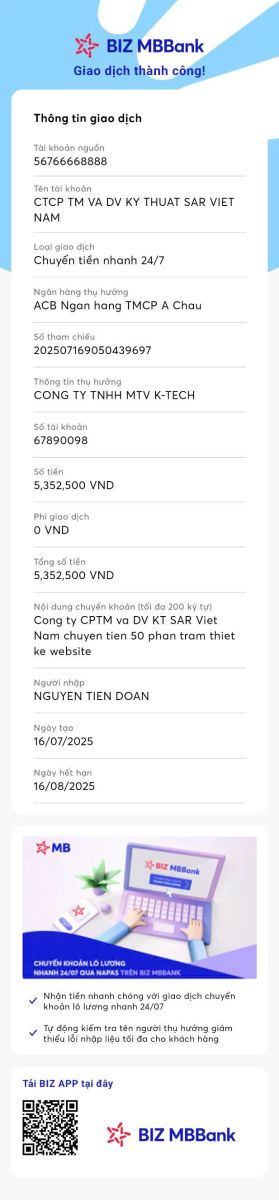 BIZ MBBank
Giao dịch thành công!
Thông tin giao dịch
Tài khoản nguồn
56766668888
Tên tài khoản
CTCP TM VA DV KY THUAT SAR VIET
NAM
Loại giao dịch
Chuyển tiền nhanh 24/7
Ngân hàng thụ hưởng
ACB Ngan hang TMCP A Chau
Số tham chiếu
202507169050439697
Thông tin thụ hưởng
CONG TY TNHH MTV K-TECH
Số tài khoản
67890098
Số tiền
5,352,500 VND
Phí giao dịch
0 VND
Tổng số tiền
5,352,500 VND
Nội dung chuyển khoản (tối đa 200 ký tự)
Cong ty CPTM va DV KT SAR Viet
Nam chuyen tien 50 phan tram thiet
ke website
Người nhập
NGUYEN TIEN DOAN
Ngày tạo
16/07/2025
Ngày hết hạn
16/08/2025
MB
BIZ MBBank
CHUYỂN KHOẢN LÔ LƯƠNG
NHANH 24/07 QUA NAPAS TRÊN BIZ MBBANK
Nhận tiền nhanh chóng với giao dịch chuyển
khoản lô lương nhanh 24/07
Tự động kiểm tra tên người thụ hưởng giảm
thiểu lỗi nhập liệu tối đa cho khách hàng
Tải BIZ APP tại đây
BIZ MBBank